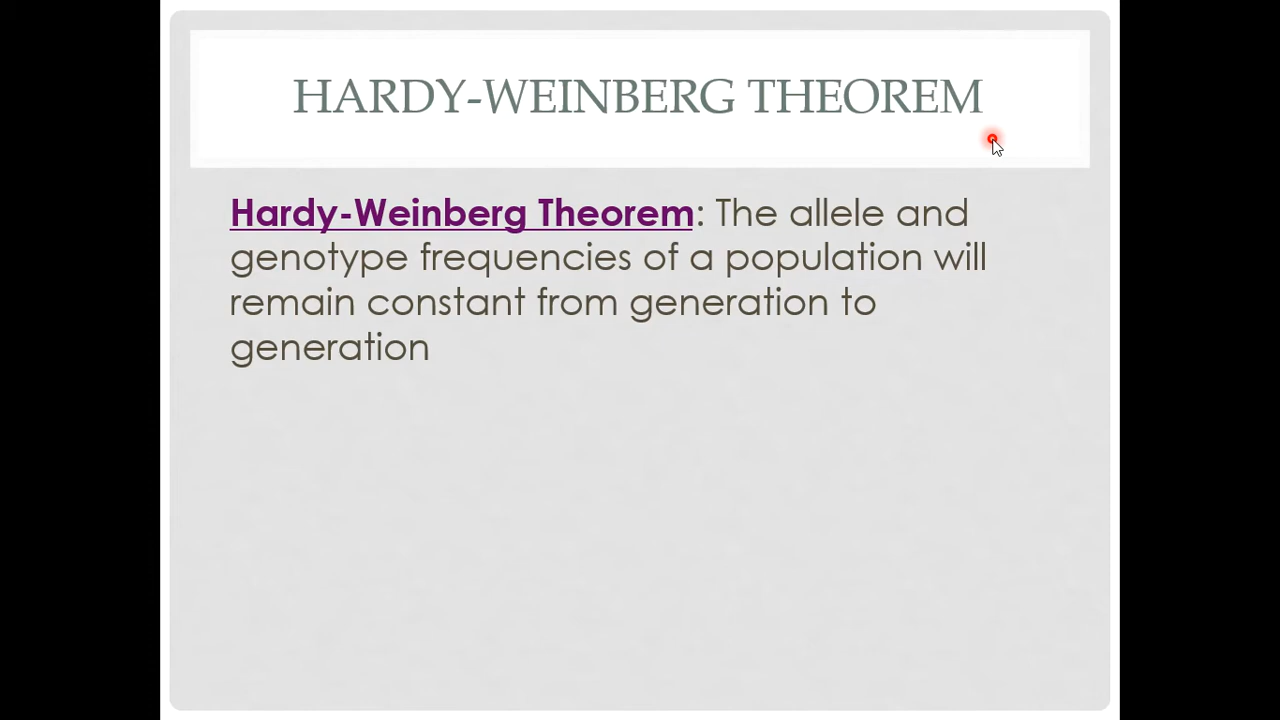 HARDY-WEINBERG THEOREM
Hardy-Weinberg Theorem: The allele and
genotype frequencies of a population will
remain constant from generation to
generation